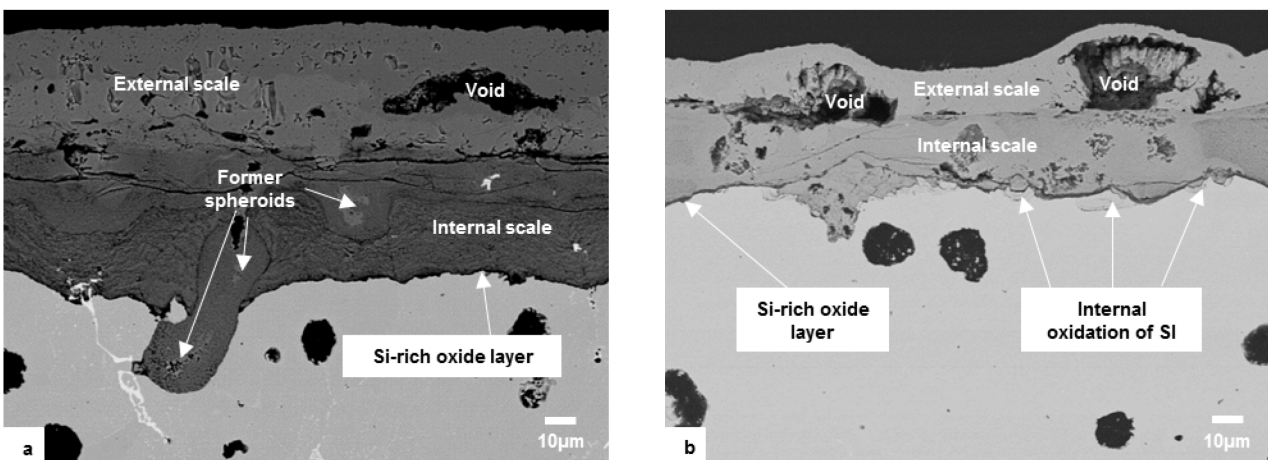 External scale
Void
Former
spheroids
Internal scale
Si-rich oxide layer
10µm
a
Void
External scale
Void
Internal scale
Si-rich oxide
layer
Internal
oxidation of SI
10µm
b